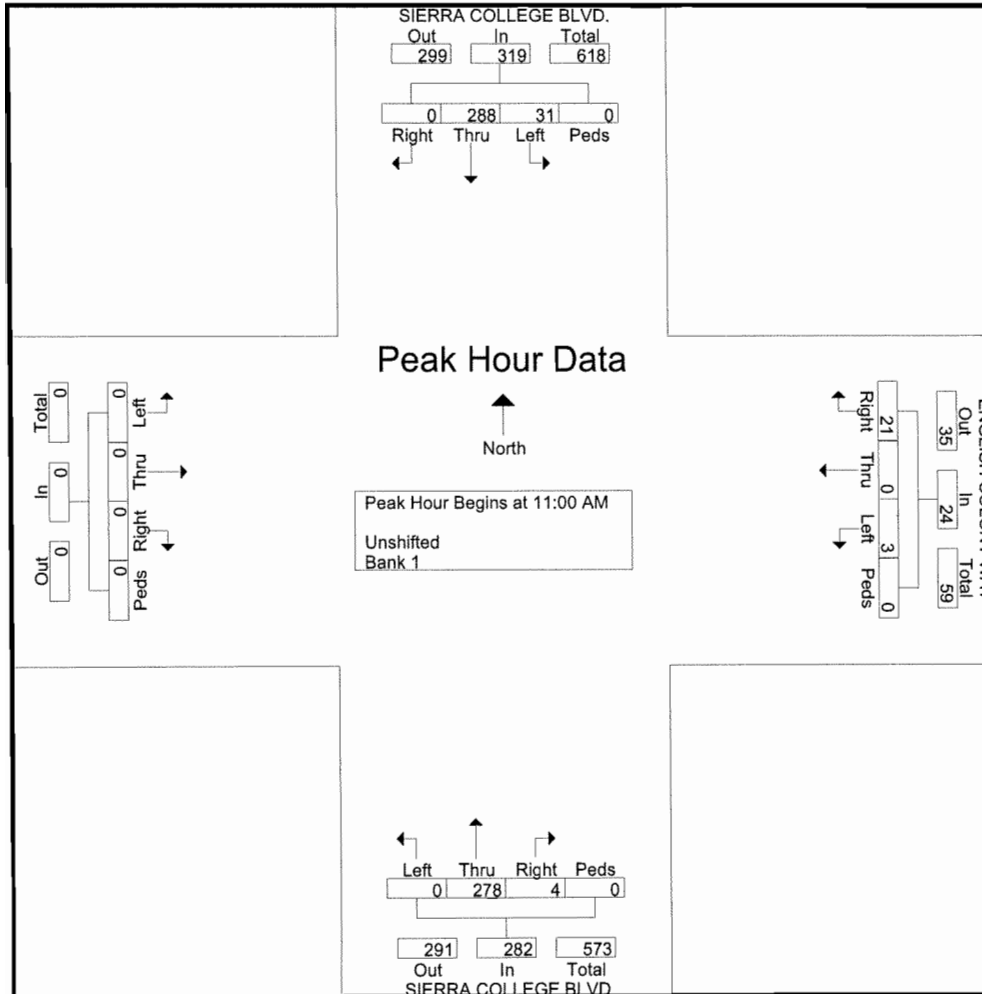 SIERRA COLLEGE BLVD.
Out In Total
299 319 618
0 288 31 0
Right Thru Left Peds
Peak Hour Data
North
Peak Hour Begins at 11:00 AM
Unshifted
Bank 1
Total In Out
0 0 0
0 0 0 0
Left Thru Right Peds
Out In Total
35 24 59
21 0 3 0
Right Thru Left Peds
Left Thru Right Peds
0 278 4 0
291 282 573
Out In Total
SIERRA COLLEGE BLVD.